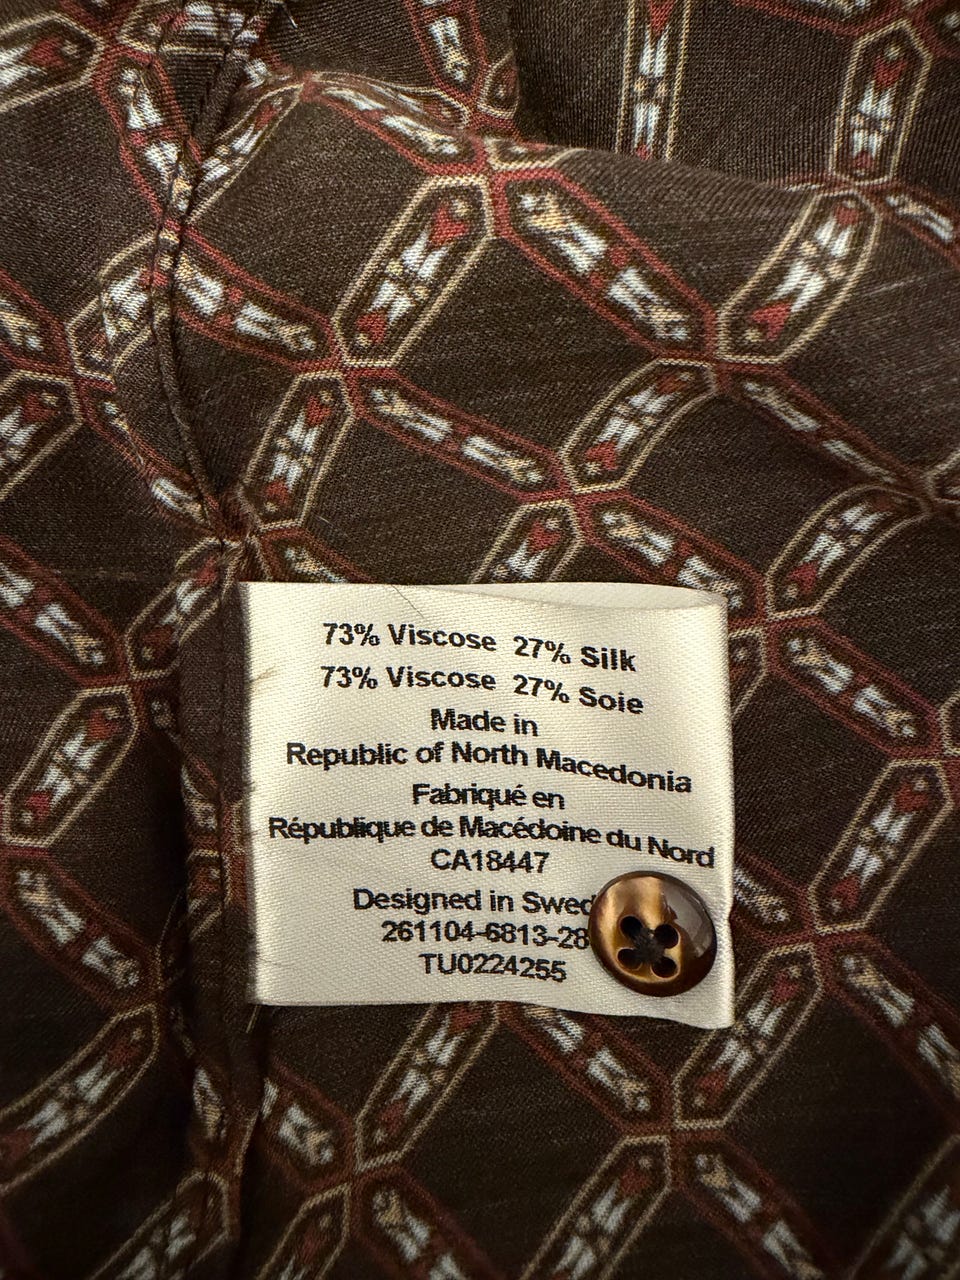 73% Viscose 27% Silk
73% Viscose 27% Soie
Made in
Republic of North Macedonia
Fabriqué en
République de Macédoine du Nord
CA18447
Designed in
261104-6813-28
TU0224255